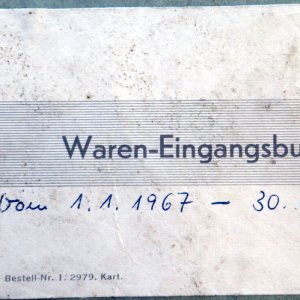 Waren-Eingangsbu
Vom 1.1.1967 - 30.
Bestell-Nr. 1. 2979, Kart.